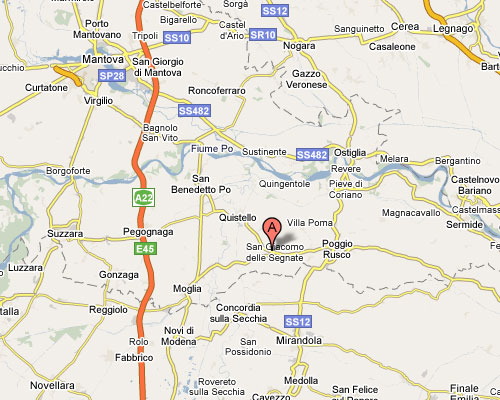 Castelbelforte
Sorgà
SS12
Bigarello
Porto
Mantovano
Tripoli
Castel
d'Ario
SS10
SR10
Sanguinetto
Cerea
Legnago
Casaleone
Nogara
Mantova
San Giorgio
di Mantova
SP28
Curtatone
Virgilio
Gazzo
Veronese
SS12
Roncoferraro
SS482
Bagnolo
San Vito
Fiume Po
Sustinente
SS482
Ostiglia
Revere
Melara
Bergantino
Borgoforte
San
Benedetto Po
Quingentole
Pieve di
Coriano
Castelnovo
Bariano
A22
Magnacavallo
Castelmass
Sermide
Felonica
Suzzara
Pegognaga
Quistello
Villa Poma
A
E45
San Giacomo
delle Segnate
Poggio
Rusco
Luzzara
Gonzaga
Moglia
Reggiolo
Concordia
sulla Secchia
SS12
Novi di
Modena
Mirandola
Rolo
Fabbrico
San
Possidonio
Medolla
Novellara
Rovereto
sulla Secchia
Cavezzo
San Felice
Finale
Emilia